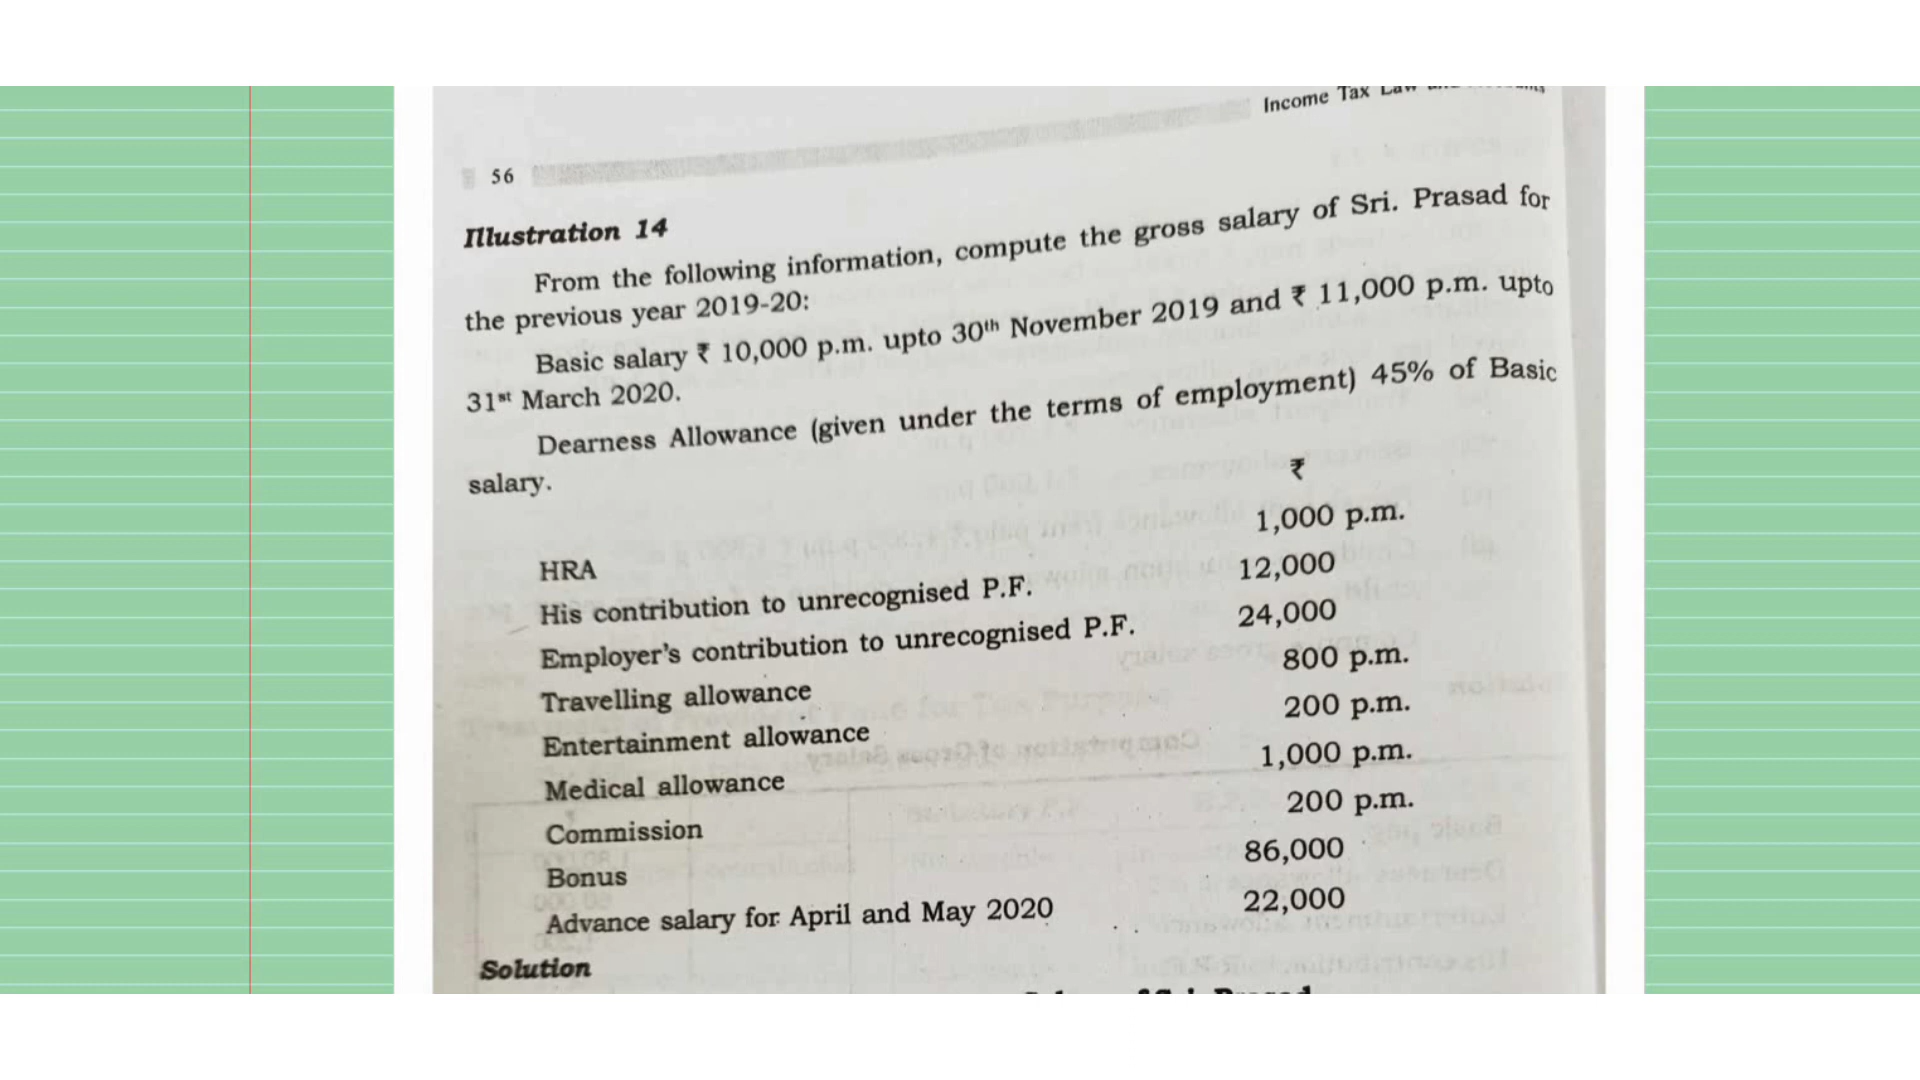 Income Tax Law
56
Illustration 14
From the following information, compute the gross salary of Sri. Prasad for
the previous year 2019-20:
Basic salary ₹ 10,000 p.m. upto 30th November 2019 and ₹ 11,000 p.m. upto
31st March 2020.
Dearness Allowance (given under the terms of employment) 45% of Basic
salary.
₹
HRA 1,000 p.m.
His contribution to unrecognised P.F. 12,000
Employer's contribution to unrecognised P.F. 24,000
Travelling allowance 800 p.m.
Entertainment allowance 200 p.m.
Medical allowance 1,000 p.m.
Commission 200 p.m.
Bonus 86,000
Advance salary for April and May 2020 22,000
Solution